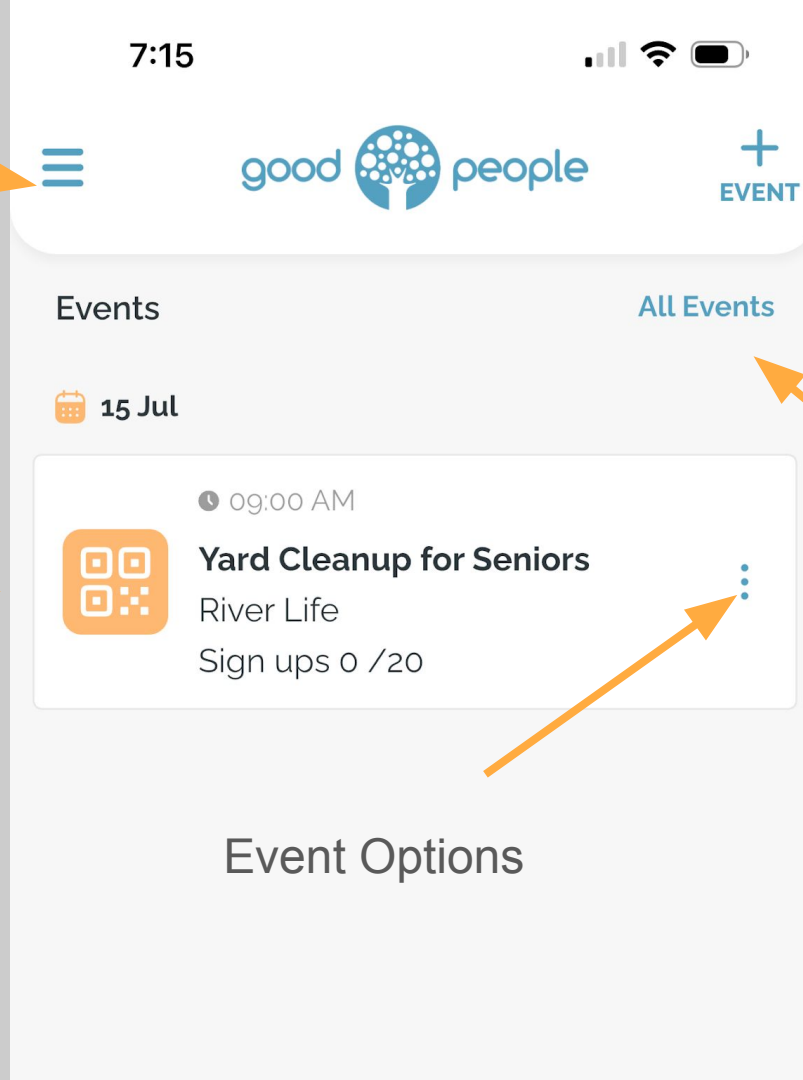 7:15
good people
EVENT
Events
All Events
15 Jul
09:00 AM
Yard Cleanup for Seniors
River Life
Sign ups 0 /20
Event Options